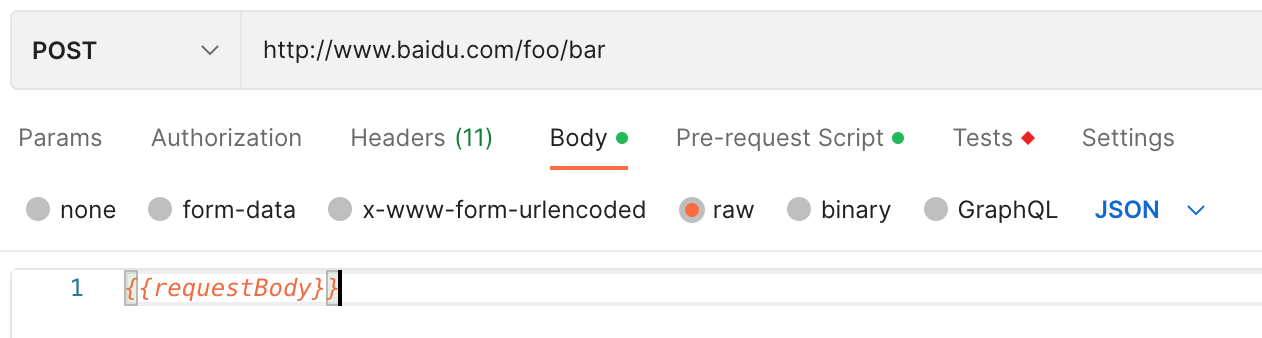 POST http://www.baidu.com/foo/bar
Params Authorization Headers (11) Body Pre-request Script Tests Settings
none form-data x-www-form-urlencoded raw binary GraphQL JSON
1 {{requestBody}}